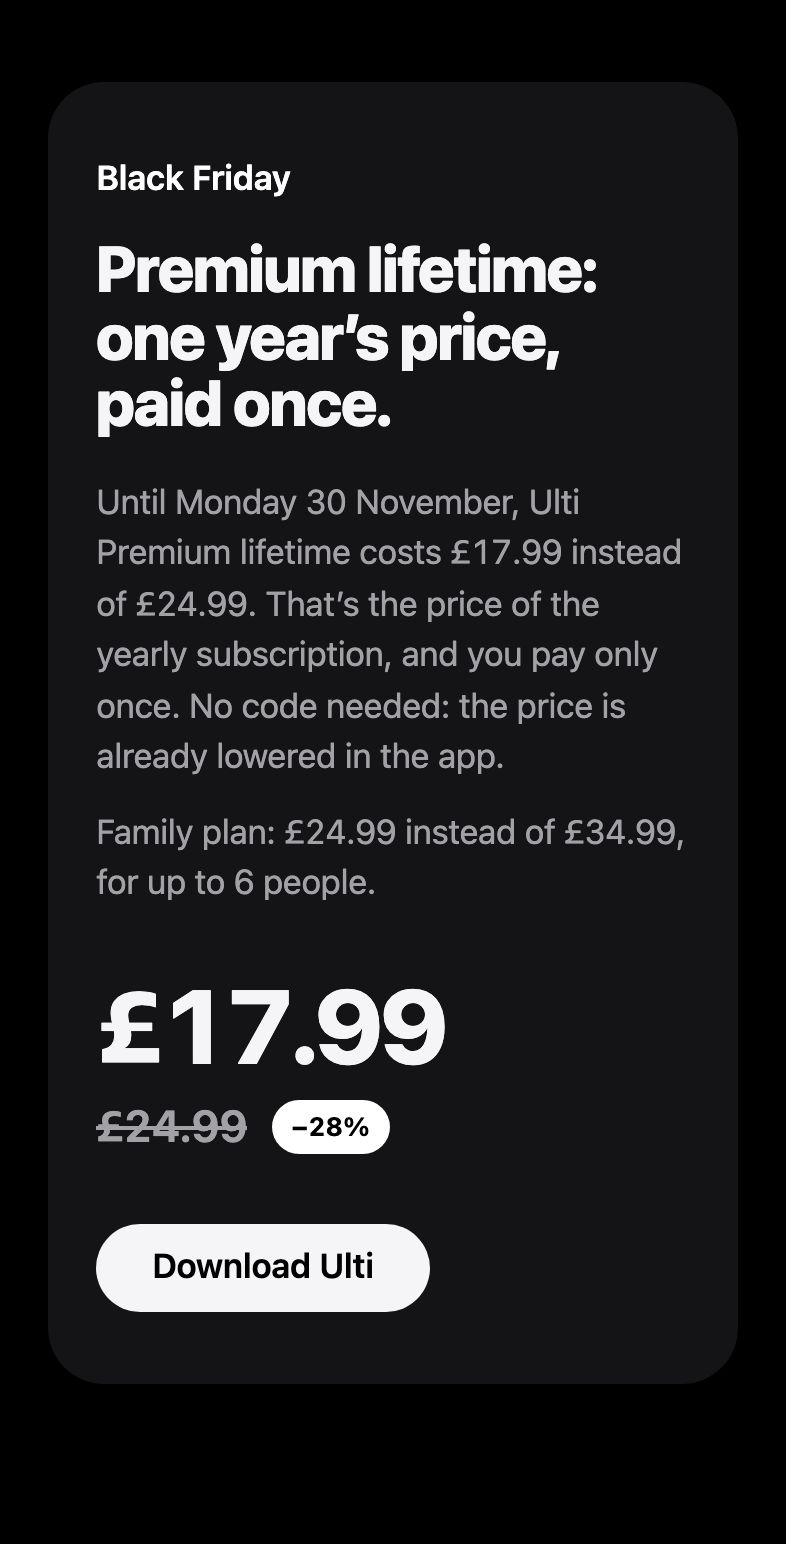 Black Friday
Premium lifetime:
one year’s price,
paid once.
Until Monday 30 November, Ulti
Premium lifetime costs £17.99 instead
of £24.99. That’s the price of the
yearly subscription, and you pay only
once. No code needed: the price is
already lowered in the app.
Family plan: £24.99 instead of £34.99,
for up to 6 people.
£17.99
£24.99 −28%
Download Ulti